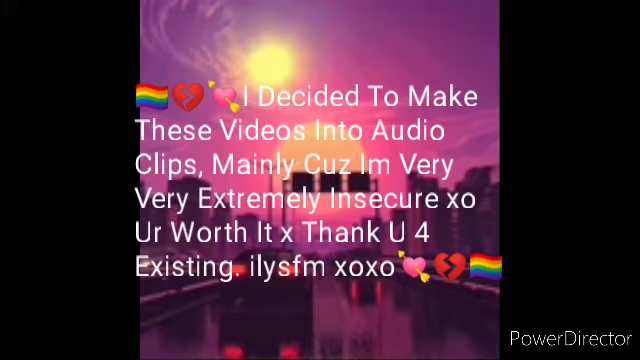 🏳️‍🌈💔💘I Decided To Make
These Videos Into Audio
Clips, Mainly Cuz Im Very
Very Extremely Insecure xo
Ur Worth It x Thank U 4
Existing. ilysfm xoxo💘💔🏳️‍🌈
PowerDirector